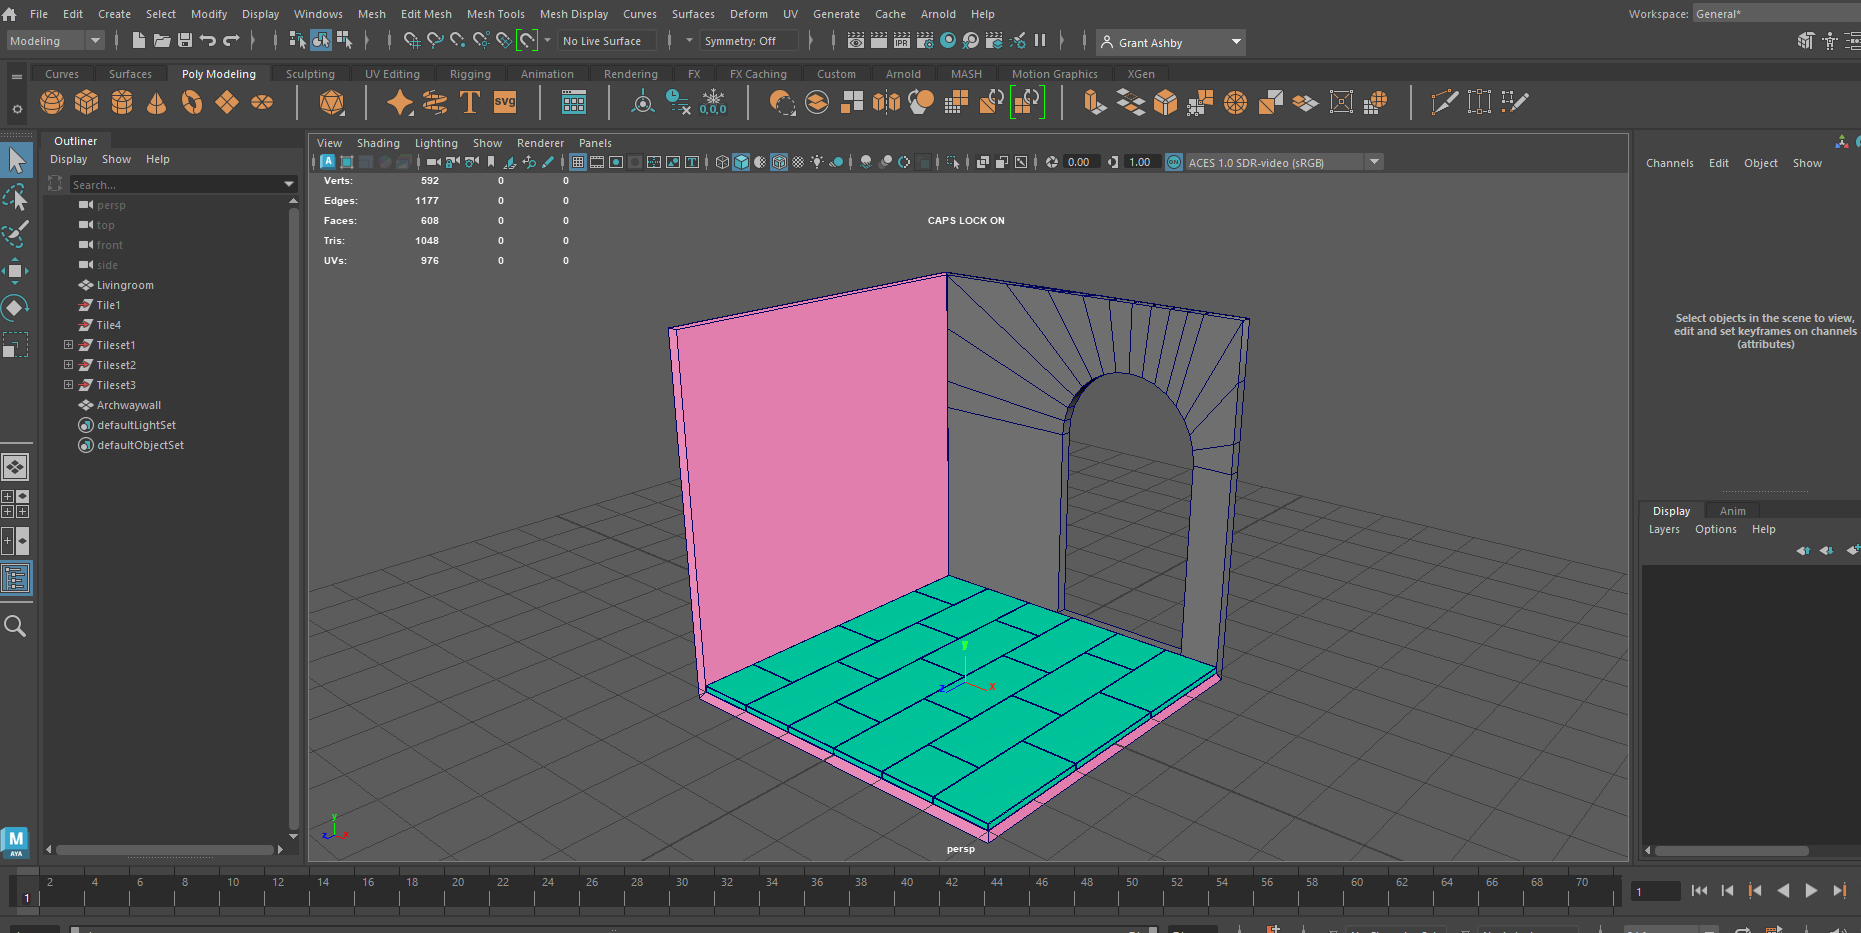 File Edit Create Select Modify Display Windows Mesh Edit Mesh Mesh Tools Mesh Display Curves Surfaces Deform UV Generate Cache Arnold Help Workspace: General*
Modeling No Live Surface Symmetry: Off IPR Grant Ashby
Curves Surfaces Poly Modeling Sculpting UV Editing Rigging Animation Rendering FX FX Caching Custom Arnold MASH Motion Graphics XGen
T svg 0,0,0
Outliner
Display Show Help
Search...
persp
top
front
side
Livingroom
Tile1
Tile4
Tileset1
Tileset2
Tileset3
Archwaywall
defaultLightSet
defaultObjectSet
View Shading Lighting Show Renderer Panels
0.00 1.00 ON ACES 1.0 SDR-video (sRGB)
Verts: 592 0 0
Edges: 1177 0 0
Faces: 608 0 0
Tris: 1048 0 0
UVs: 976 0 0
CAPS LOCK ON
Y
Z X
y
z x
persp
Channels Edit Object Show
Select objects in the scene to view,
edit and set keyframes on channels
(attributes)
Display Anim
Layers Options Help
M
AYA
2 4 6 8 10 12 14 16 18 20 22 24 26 28 30 32 34 36 38 40 42 44 46 48 50 52 54 56 58 60 62 64 66 68 70
1 1